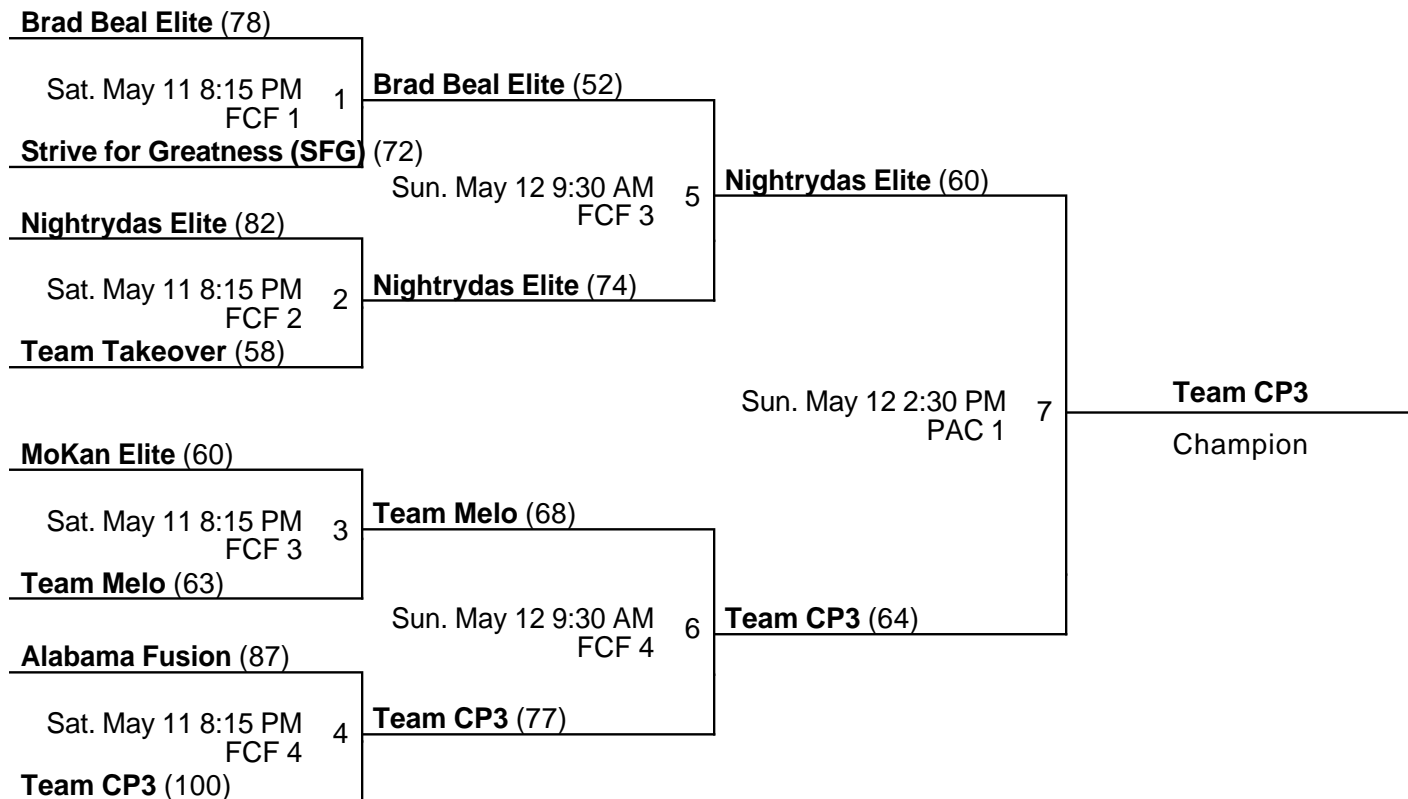 Brad Beal Elite (78)
Sat. May 11 8:15 PM
FCF 1
1
Strive for Greatness (SFG) (72)
Nightrydas Elite (82)
Sat. May 11 8:15 PM
FCF 2
2
Team Takeover (58)
MoKan Elite (60)
Sat. May 11 8:15 PM
FCF 3
3
Team Melo (63)
Alabama Fusion (87)
Sat. May 11 8:15 PM
FCF 4
4
Team CP3 (100)
Brad Beal Elite (52)
Sun. May 12 9:30 AM
FCF 3
5
Nightrydas Elite (74)
Team Melo (68)
Sun. May 12 9:30 AM
FCF 4
6
Team CP3 (77)
Nightrydas Elite (60)
Sun. May 12 2:30 PM
PAC 1
7
Team CP3 (64)
Team CP3
Champion